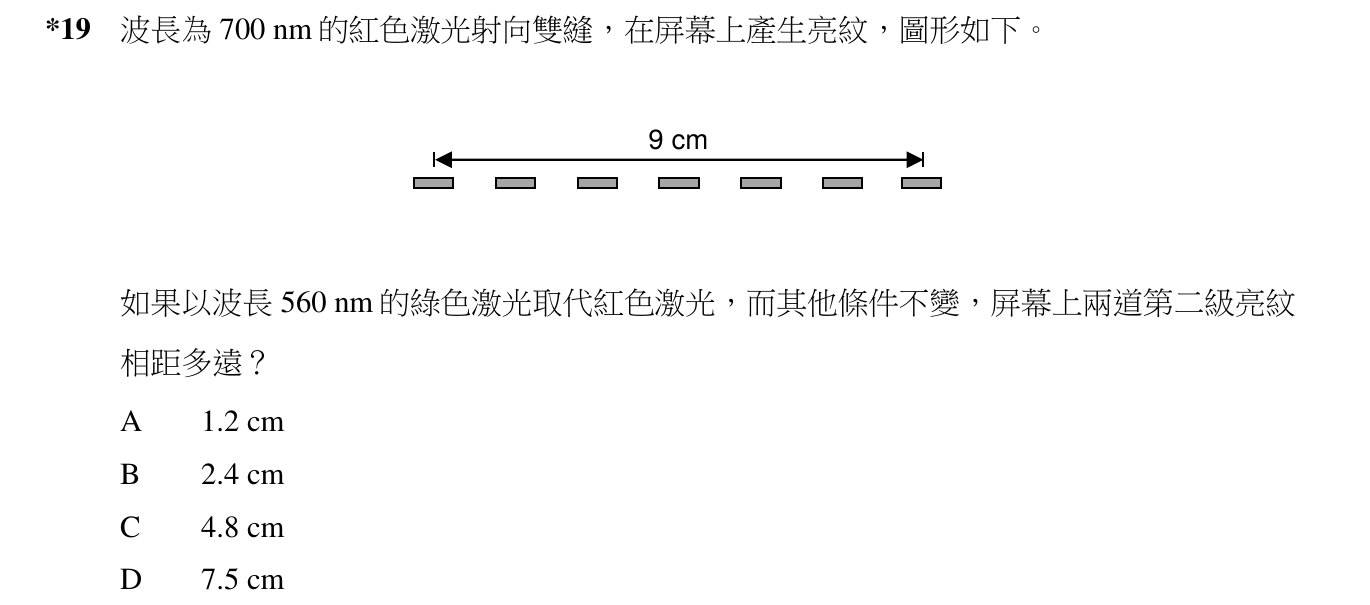 *19 波長為 700 nm 的紅色激光射向雙縫，在屏幕上產生亮紋，圖形如下。
9 cm
如果以波長 560 nm 的綠色激光取代紅色激光，而其他條件不變，屏幕上兩道第二級亮紋
相距多遠？
A 1.2 cm
B 2.4 cm
C 4.8 cm
D 7.5 cm